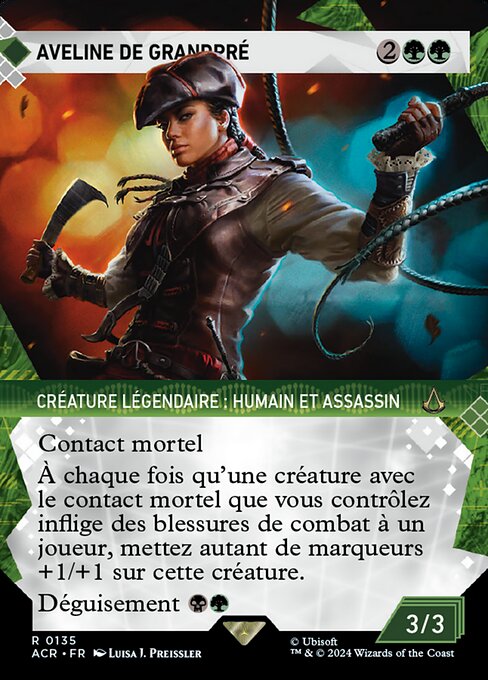 AVELINE DE GRANDPRÉ 2
CRÉATURE LÉGENDAIRE : HUMAIN ET ASSASSIN
Contact mortel
À chaque fois qu'une créature avec
le contact mortel que vous contrôlez
inflige des blessures de combat à un
joueur, mettez autant de marqueurs
+1/+1 sur cette créature.
Déguisement
3/3
R 0135
ACR • FR LUISA J. PREISSLER
© Ubisoft
™ & © 2024 Wizards of the Coast